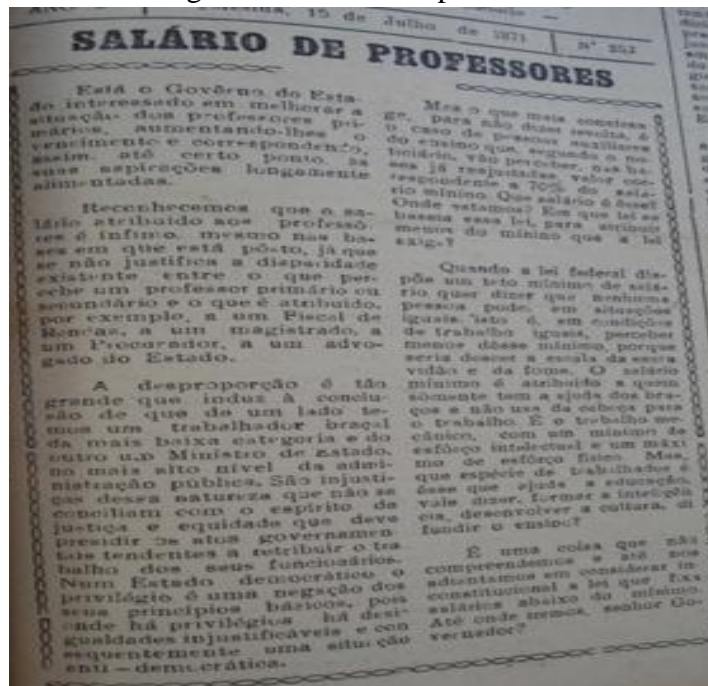 15 de Julho de 1971
nº 252
SALÁRIO DE PROFESSORES
Está o Govêrno do Esta-
do interessado em melhorar a
situação dos professores pri-
mários, aumentando-lhes o
vencimento e correspondendo,
assim, até certo ponto, as
suas aspirações longamente
alimentadas.
Reconhecemos que o sa-
lário atribuido aos professô-
res é ínfimo, mesmo nas ba-
ses em que está pôsto, já que
se não justifica a disparidade
existente entre o que per-
cebe um professor primário ou
secundário e o que é atribuido,
por exemplo, a um Fiscal de
Rendas, a um magistrado, a
um Procurador, a um advo-
gado do Estado.
A desproporção é tão
grande que induz à conclu-
são de que de um lado te-
mos um trabalhador braçal
da mais baixa categoria e do
outro um Ministro de Estado,
no mais alto nível da admi-
nistração pública. São injusti-
ças dessa natureza que não se
conciliam com o espírito de
justiça e equidade que deve
presidir os atos governamen
tais tendentes a retribuir o tra
balho dos seus funcionários.
Num Estado democrático o
privilégio é uma negação dos
seus princípios básicos, pois
onde há privilégios há desi-
gualdades injustificáveis e con
sequentemente uma situação
anti-democrática.
Mas o que mais
ge, para não dizer revolta, é
o caso de pessoas auxiliares
do ensino que, segundo o no-
ticiário, vão perceber, nas ba-
ses já reajustadas, valor cor-
respondente a 70% do salá-
rio mínimo. Que salário é êsse?
Onde estamos? Em que lei se
baseia essa lei, para atribuir
menos do mínimo que a lei
exige?
Quando a lei federal dis-
põe um teto mínimo de salá-
rio quer dizer que nenhuma
pessoa pode, em situações
iguais, isto é, em condições
de trabalho iguais, perceber
menos dêsse mínimo, porque
seria descer a escala da escra
vidão e da fome. O salário
mínimo é atribuido a quem
sòmente tem a ajuda dos bra-
ços e não usa da cabeça para
o trabalho. É o trabalho me-
cânico, com um mínimo de
esfôrço intelectual e um máxi
mo de esfôrço físico. Mas,
que espécie de trabalhador é
êsse que ajuda a educação,
vale dizer, formar a inteligên
cia, desenvolver a cultura, di
fundir o ensino?
É uma coisa que não
compreendemos e até nos
adiantamos em considerar in-
constitucional a lei que fixa
salários abaixo do mínimo.
Até onde iremos, senhor Go-
vernador?